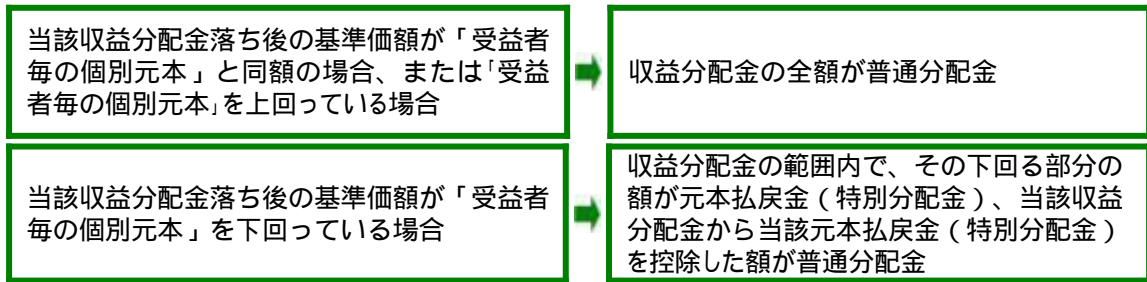 当該収益分配金落ち後の基準価額が「受益者
毎の個別元本」と同額の場合、または「受益
者毎の個別元本」を上回っている場合
収益分配金の全額が普通分配金
当該収益分配金落ち後の基準価額が「受益者
毎の個別元本」を下回っている場合
収益分配金の範囲内で、その下回る部分の
額が元本払戻金(特別分配金)、当該収益
分配金から当該元本払戻金(特別分配金)
を控除した額が普通分配金